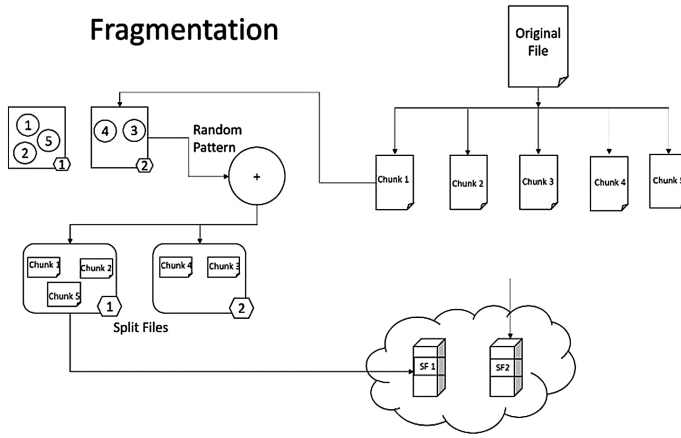 Fragmentation
Original
File
1
5
2
1
4
3
2
Random
Pattern
+
Chunk 1
Chunk 2
Chunk 3
Chunk 4
Chunk
Chunk 1
Chunk 2
Chunk 5
1
Chunk 4
Chunk 3
2
Split Files
SF 1
SF2